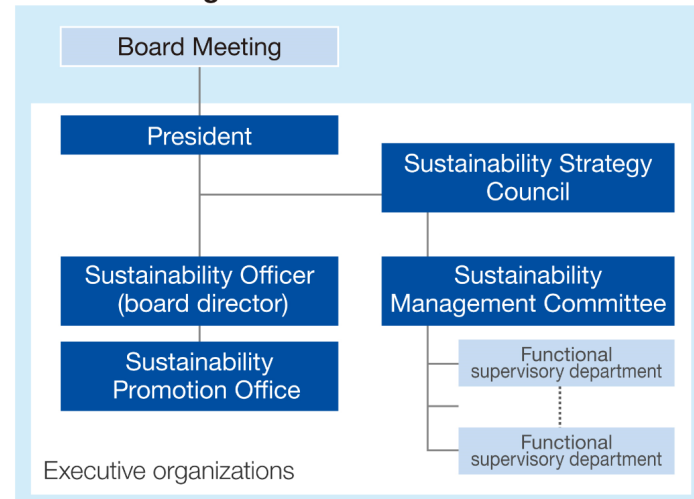 Board Meeting
President
Sustainability Strategy
Council
Sustainability Officer
(board director)
Sustainability
Management Committee
Sustainability
Promotion Office
Functional
supervisory department
Functional
supervisory department
Executive organizations